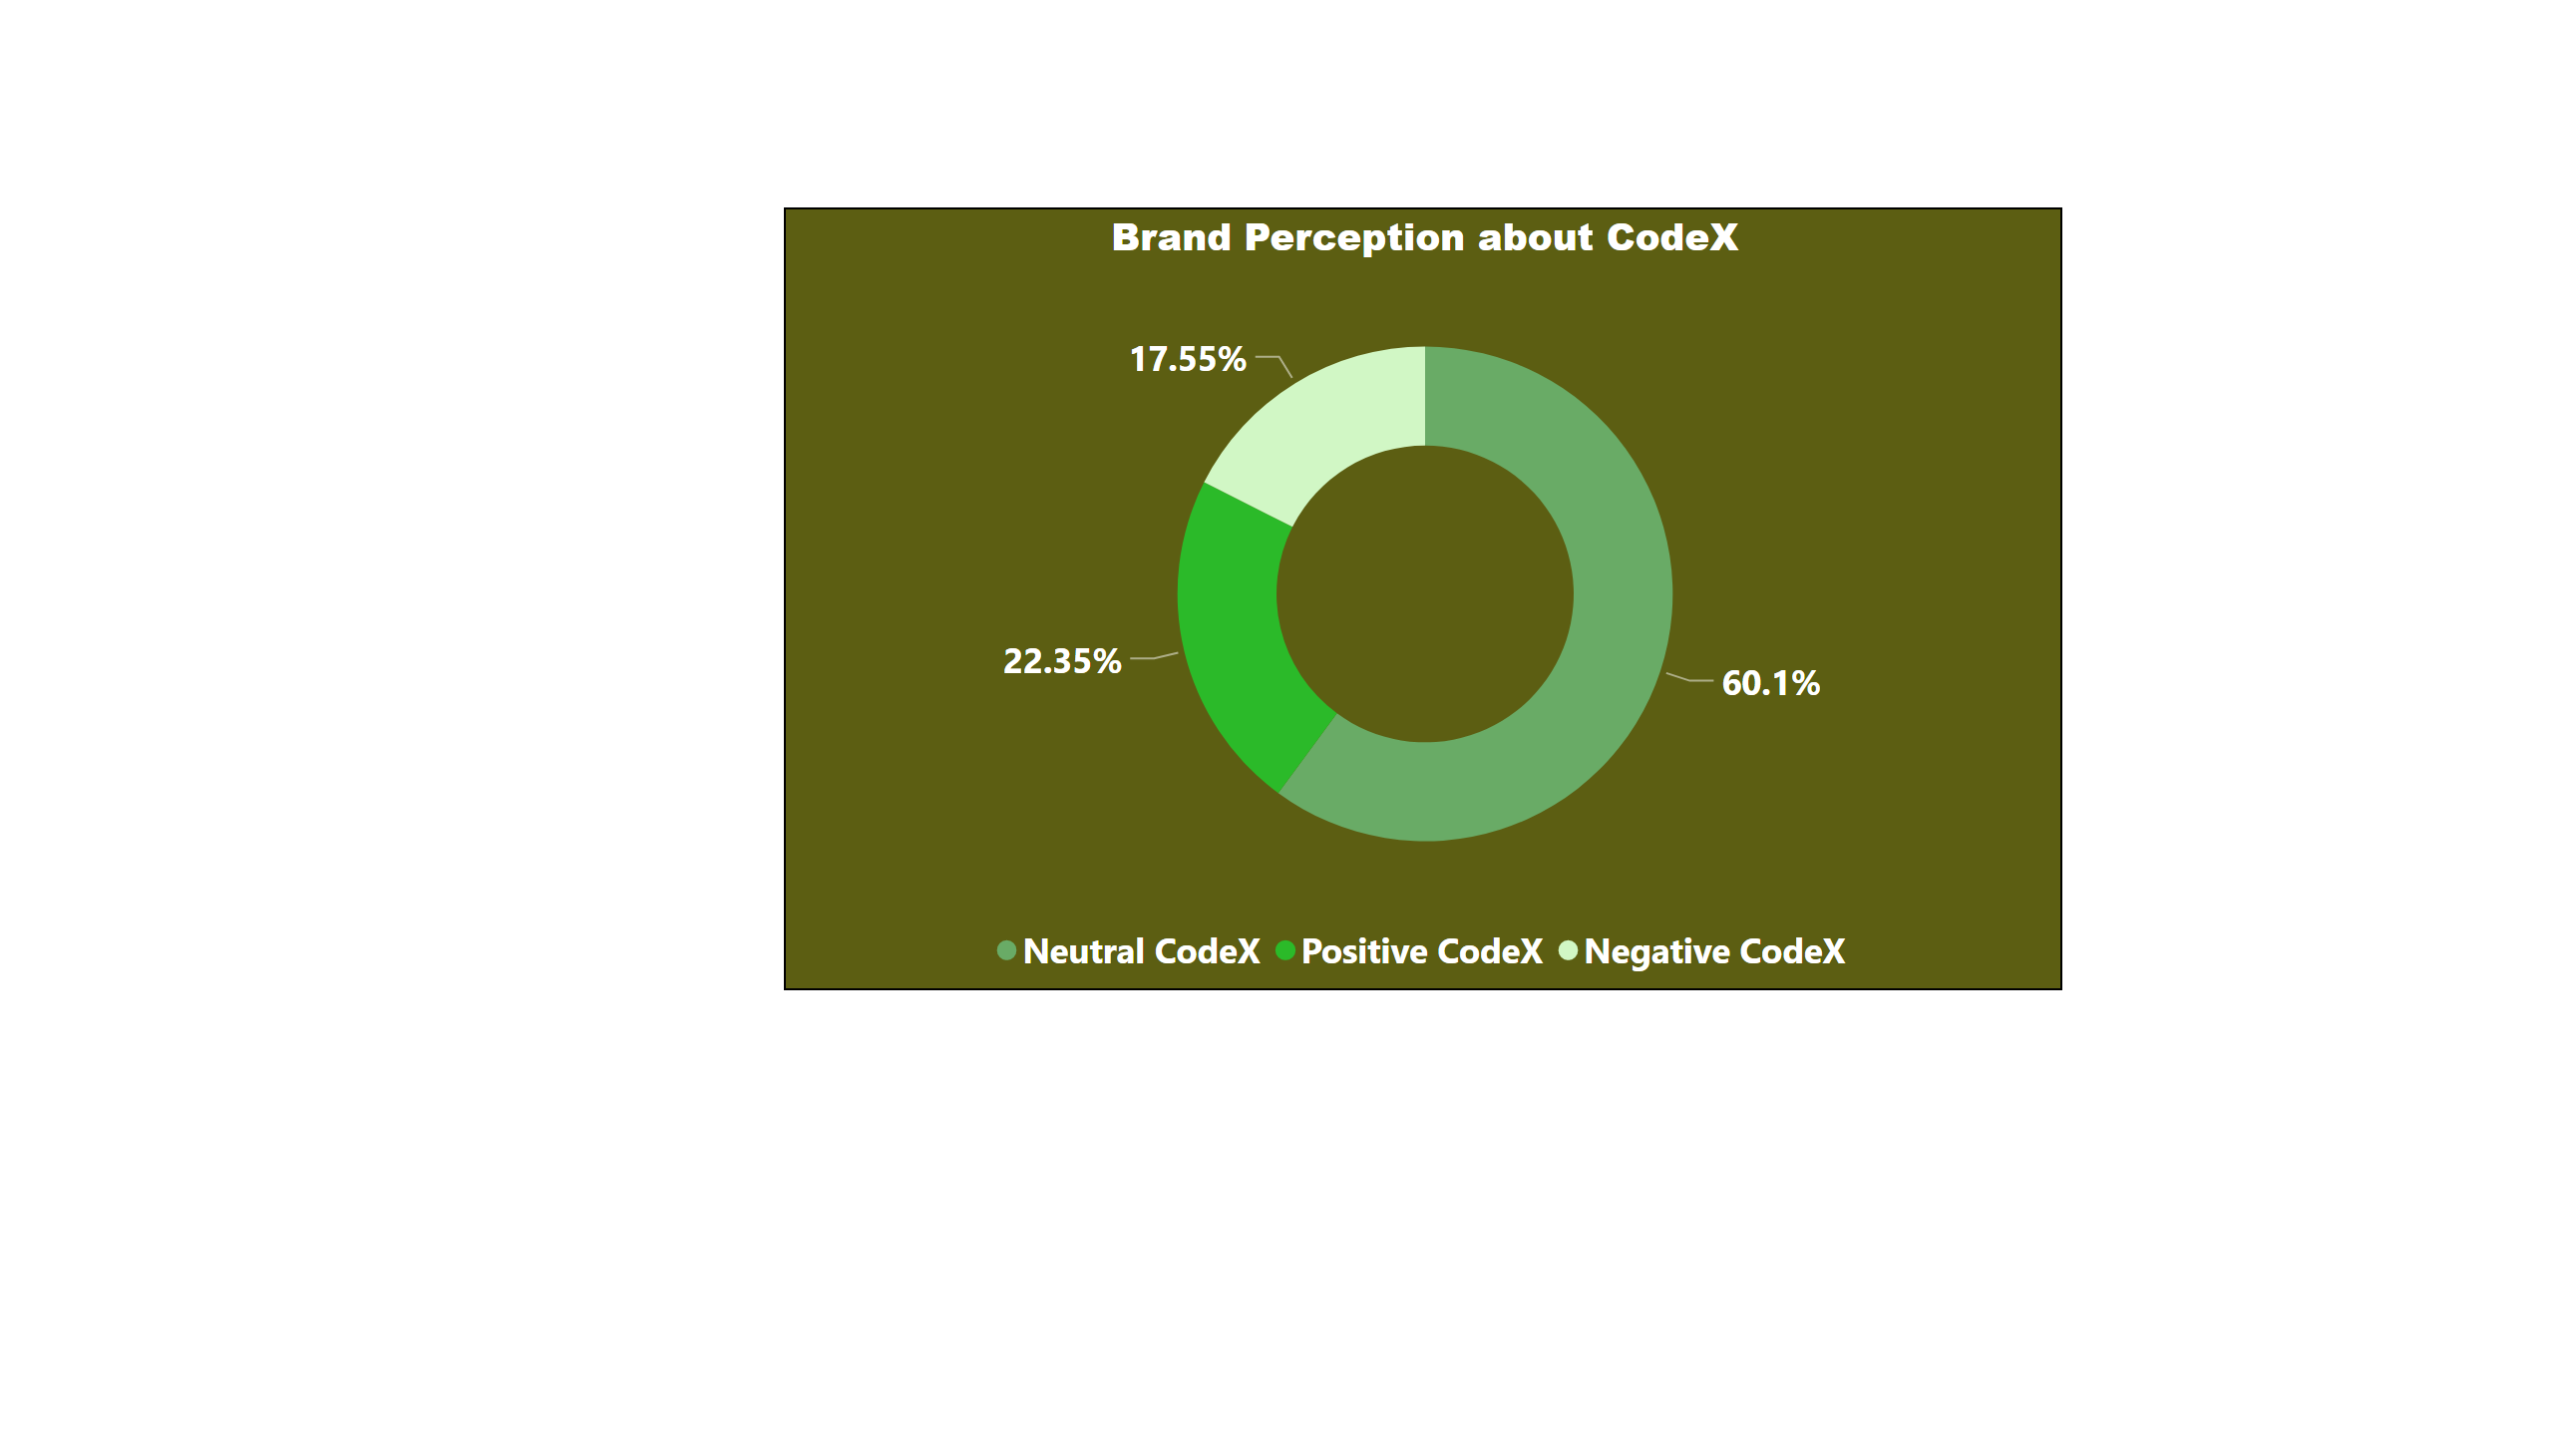 Brand Perception about CodeX
17.55%
22.35%
60.1%
Neutral CodeX Positive CodeX Negative CodeX